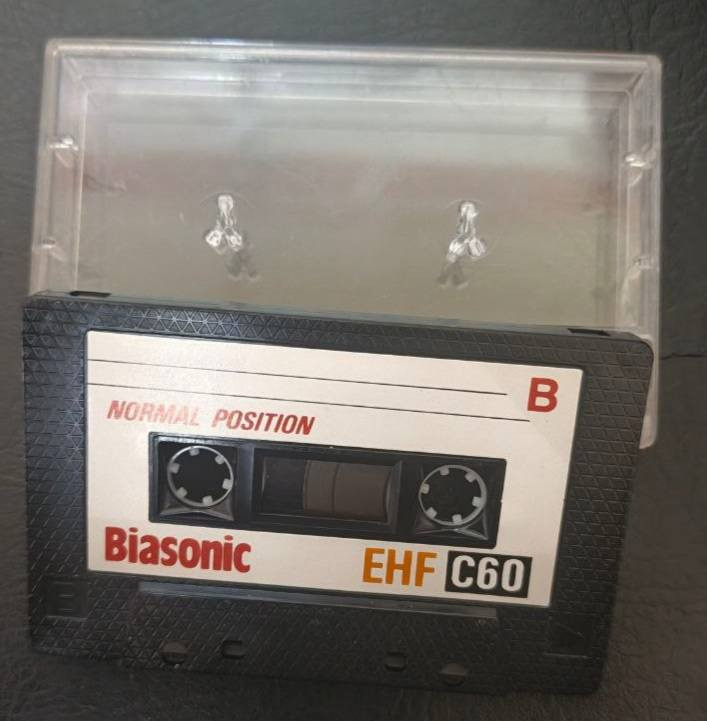 B
NORMAL POSITION
Biasonic
EHF C60
B